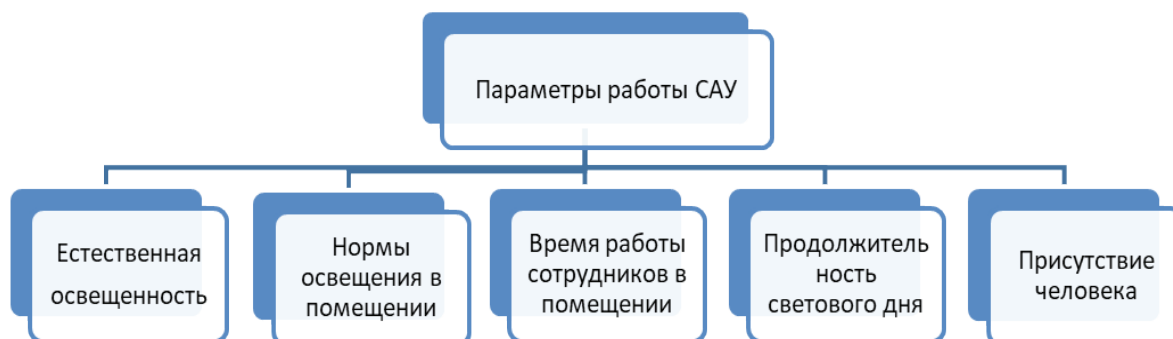 Параметры работы САУ
Естественная
освещенность
Нормы
освещения в
помещении
Время работы
сотрудников в
помещении
Продолжитель
ность
светового дня
Присутствие
человека